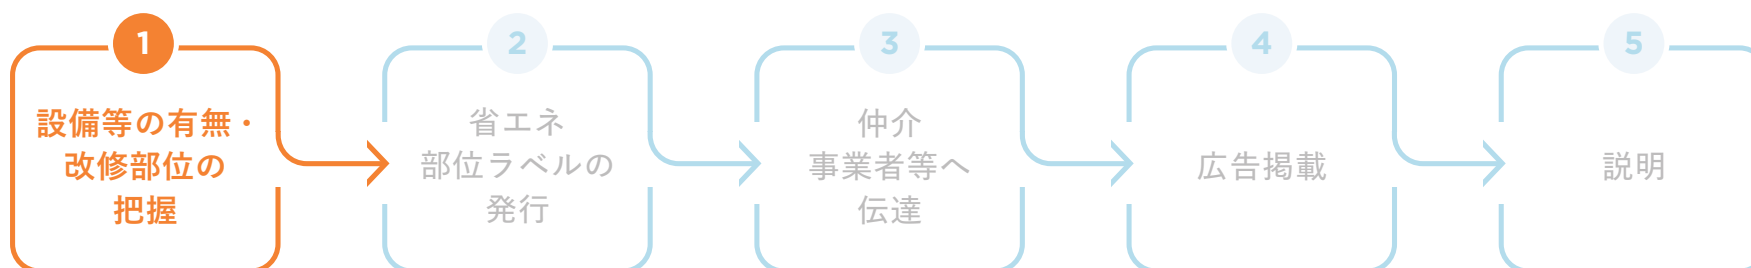 1
設備等の有無・
改修部位の
把握
2
省エネ
部位ラベルの
発行
3
仲介
事業者等へ
伝達
4
広告掲載
5
説明